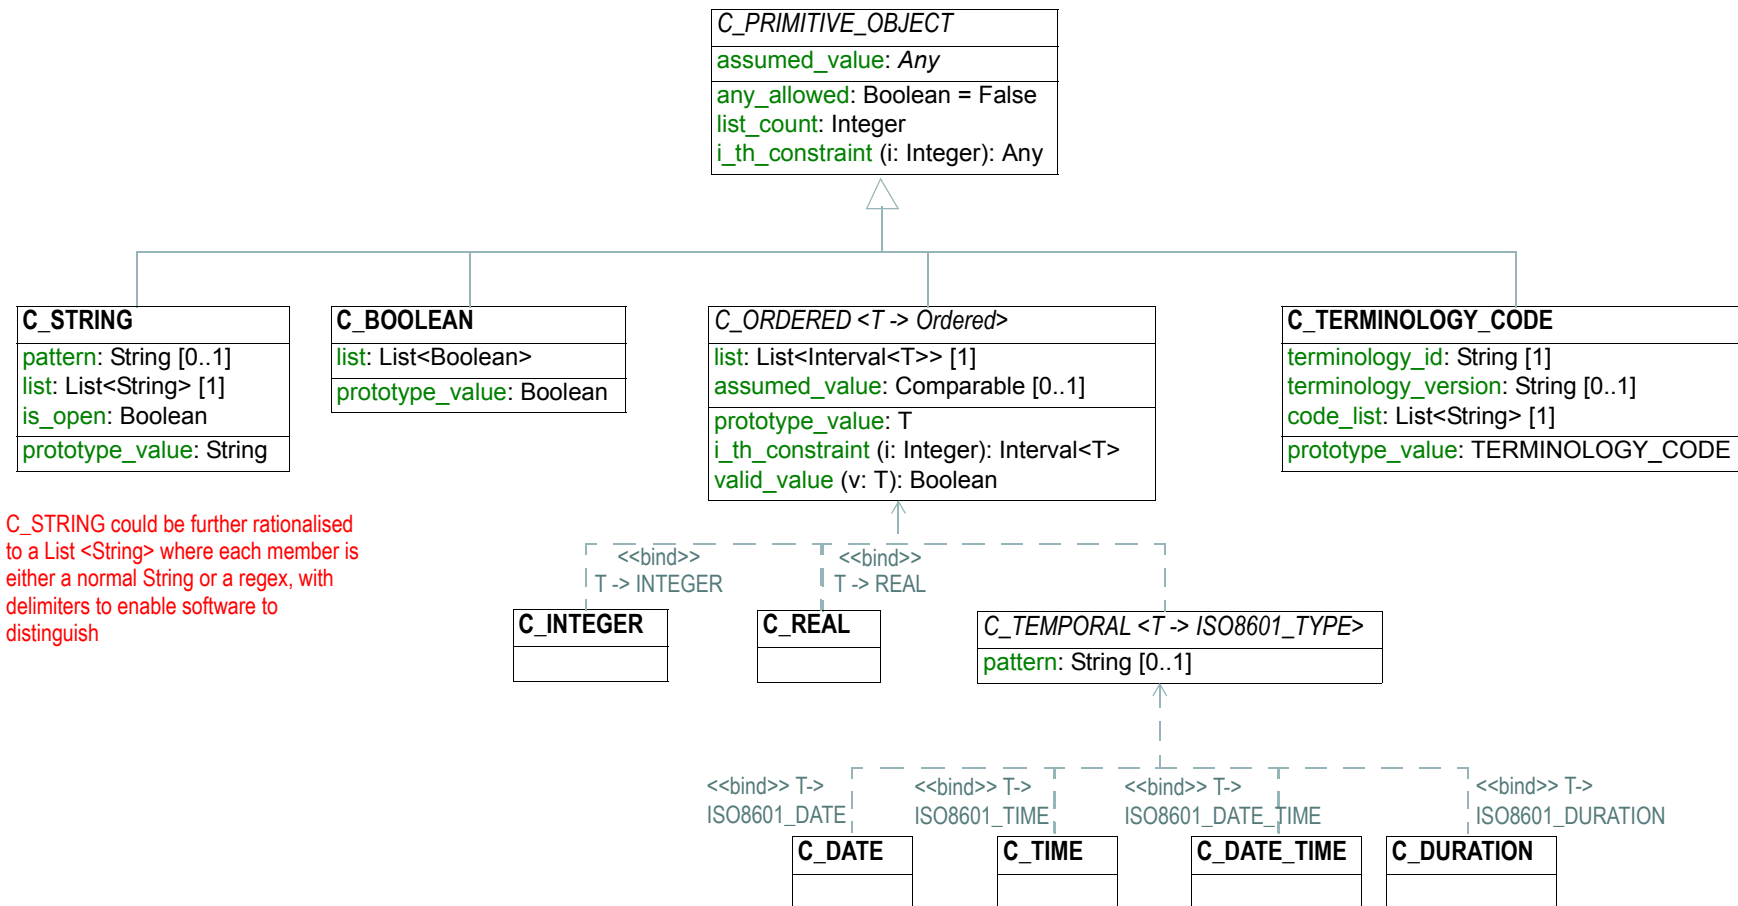 C_PRIMITIVE_OBJECT
assumed_value: Any
any_allowed: Boolean = False
list_count: Integer
i_th_constraint (i: Integer): Any
C_STRING
pattern: String [0..1]
list: List<String> [1]
is_open: Boolean
prototype_value: String
C_BOOLEAN
list: List<Boolean>
prototype_value: Boolean
C_ORDERED <T -> Ordered>
list: List<Interval<T>> [1]
assumed_value: Comparable [0..1]
prototype_value: T
i_th_constraint (i: Integer): Interval<T>
valid_value (v: T): Boolean
C_TERMINOLOGY_CODE
terminology_id: String [1]
terminology_version: String [0..1]
code_list: List<String> [1]
prototype_value: TERMINOLOGY_CODE
C_STRING could be further rationalised
to a List <String> where each member is
either a normal String or a regex, with
delimiters to enable software to
distinguish
<<bind>>
T -> INTEGER
<<bind>>
T -> REAL
C_INTEGER
C_REAL
C_TEMPORAL <T -> ISO8601_TYPE>
pattern: String [0..1]
<<bind>> T->
ISO8601_DATE
<<bind>> T->
ISO8601_TIME
<<bind>> T->
ISO8601_DATE_TIME
<<bind>> T->
ISO8601_DURATION
C_DATE
C_TIME
C_DATE_TIME
C_DURATION